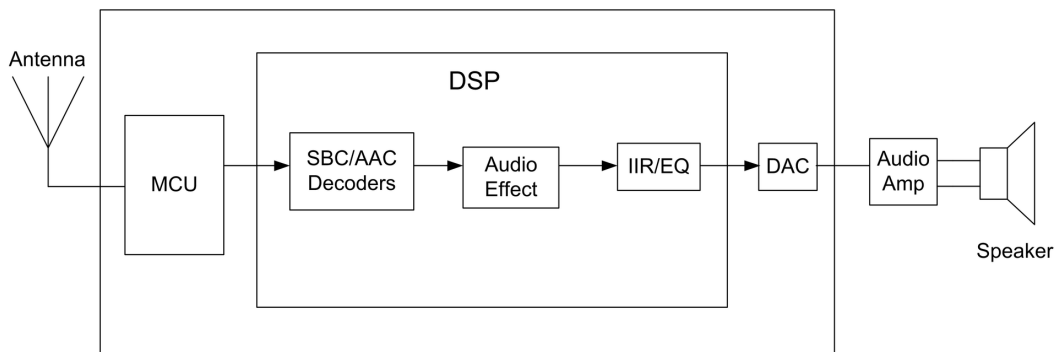 Antenna
DSP
MCU
SBC/AAC
Decoders
Audio
Effect
IIR/EQ
DAC
Audio
Amp
Speaker